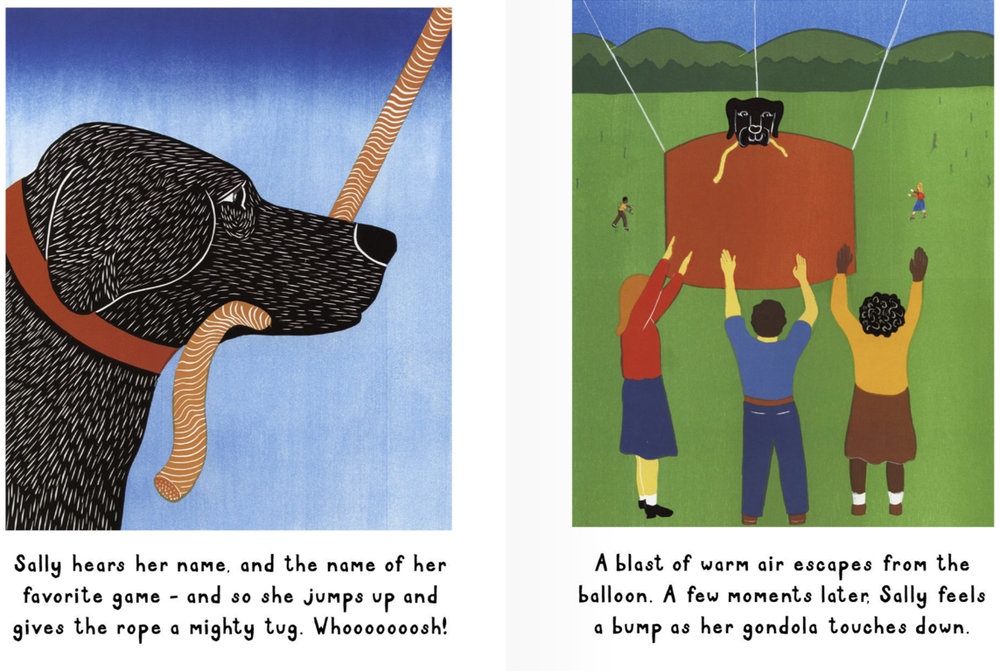 Sally hears her name, and the name of her
favorite game - and so she jumps up and
gives the rope a mighty tug. Whooooooosh!
A blast of warm air escapes from the
balloon. A few moments later, Sally feels
a bump as her gondola touches down.